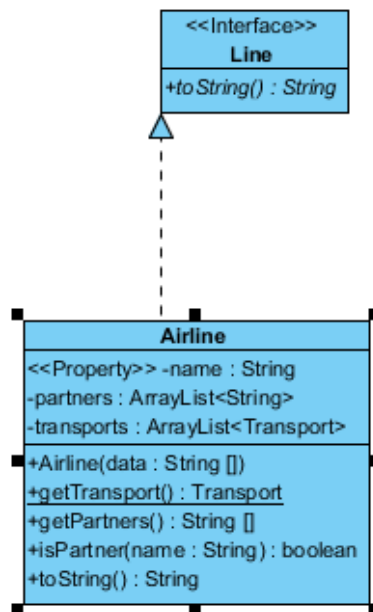 <<Interface>>
Line
+toString() : String
Airline
<<Property>> -name : String
-partners : ArrayList<String>
-transports : ArrayList<Transport>
+Airline(data : String [])
+getTransport() : Transport
+getPartners() : String []
+isPartner(name : String) : boolean
+toString() : String